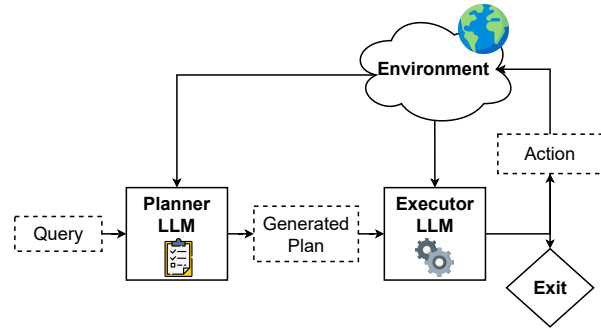 Environment
Action
Query
Planner
LLM
Generated
Plan
Executor
LLM
Exit